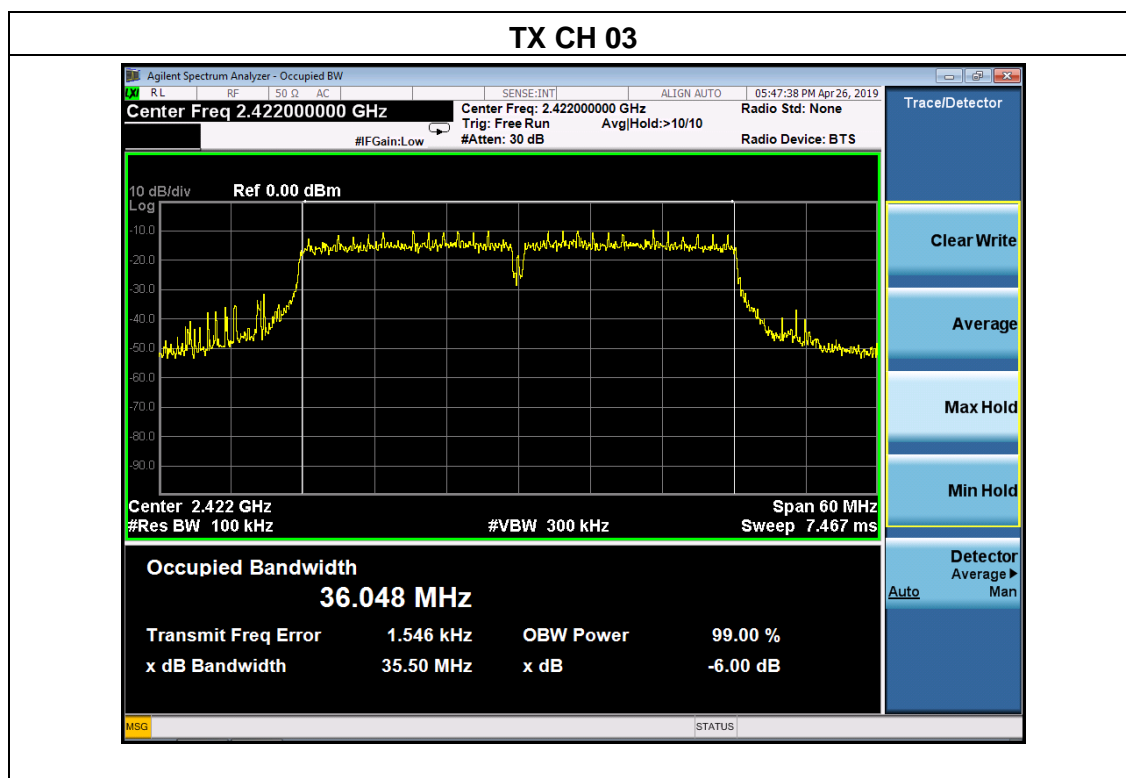 TX CH 03
Agilent Spectrum Analyzer - Occupied BW
LXI RL RF 50 Ω AC SENSE:INT ALIGN AUTO 05:47:38 PM Apr 26, 2019
Center Freq 2.422000000 GHz
Center Freq: 2.422000000 GHz
Radio Std: None
Trig: Free Run Avg|Hold:>10/10
#IFGain:Low #Atten: 30 dB Radio Device: BTS
Trace/Detector
10 dB/div Ref 0.00 dBm
Log
-10.0
-20.0
-30.0
-40.0
-50.0
-60.0
-70.0
-80.0
-90.0
Clear Write
Average
Max Hold
Min Hold
Center 2.422 GHz Span 60 MHz
#Res BW 100 kHz #VBW 300 kHz Sweep 7.467 ms
Detector
Average▶
Auto Man
Occupied Bandwidth
36.048 MHz
Transmit Freq Error 1.546 kHz OBW Power 99.00 %
x dB Bandwidth 35.50 MHz x dB -6.00 dB
MSG STATUS